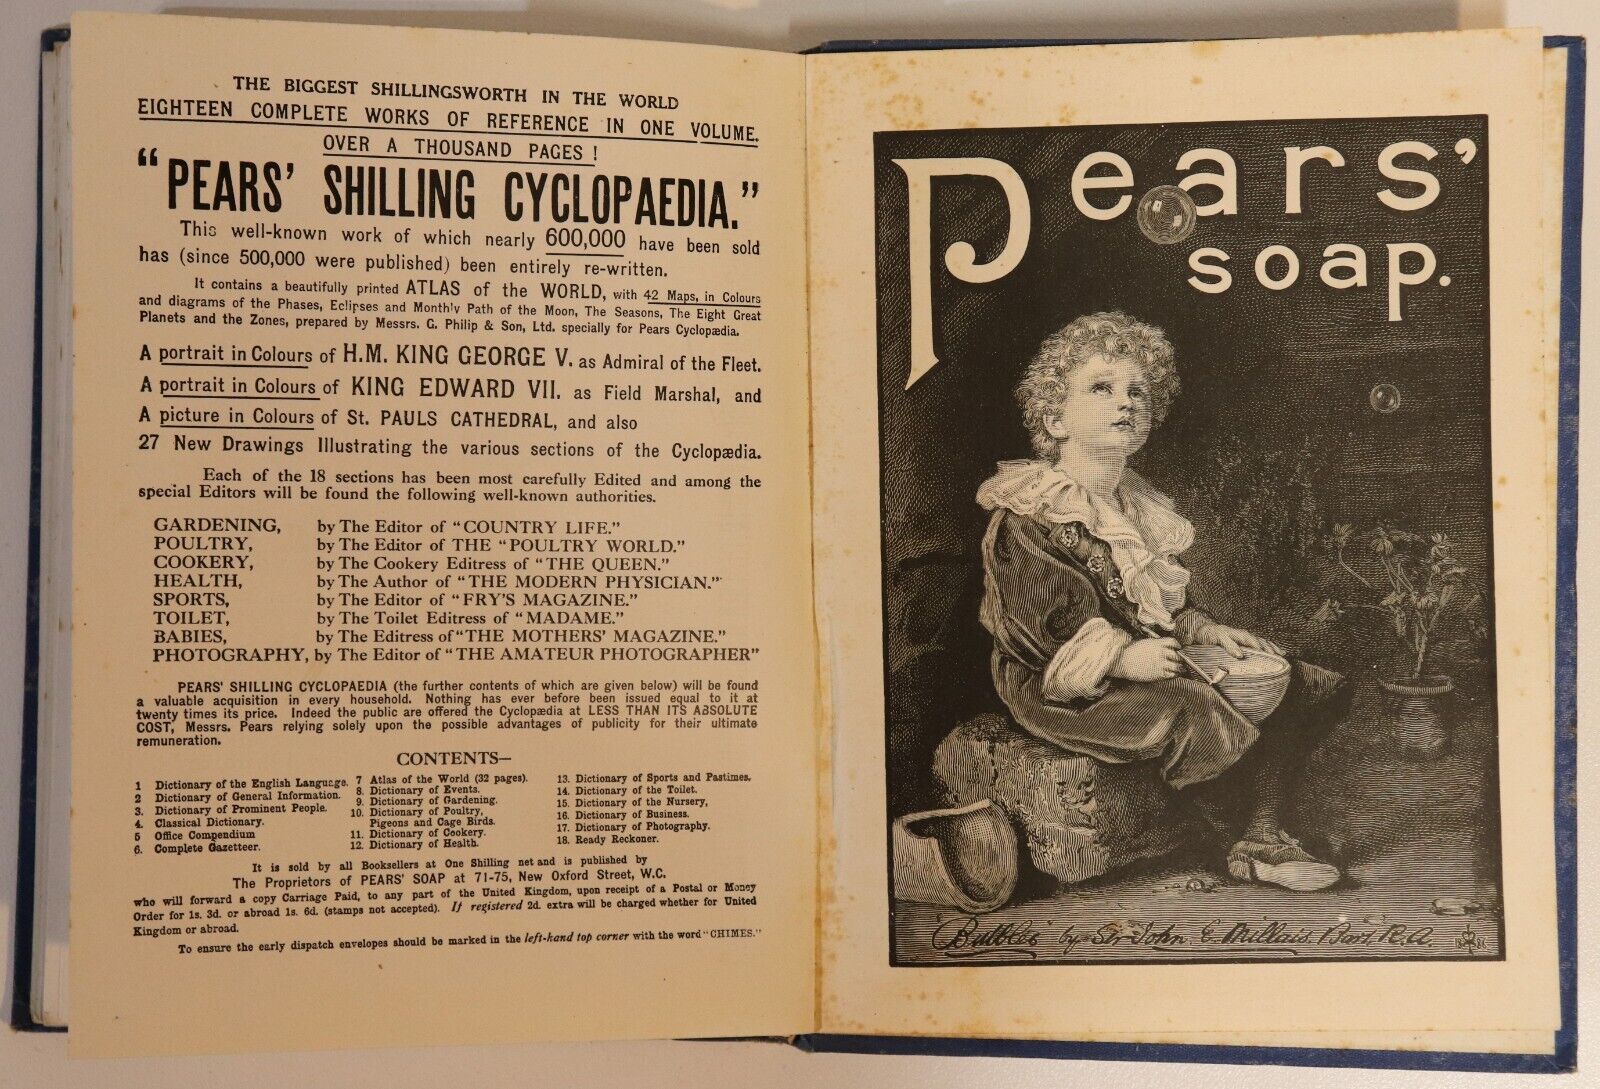 THE BIGGEST SHILLINGSWORTH IN THE WORLD
EIGHTEEN COMPLETE WORKS OF REFERENCE IN ONE VOLUME.
OVER A THOUSAND PAGES!
"PEARS' SHILLING CYCLOPAEDIA."
This well-known work of which nearly 600,000 have been sold
has (since 500,000 were published) been entirely re-written.
It contains a beautifully printed ATLAS of the WORLD, with 42 Maps, in Colours
and diagrams of the Phases, Eclipses and Monthly Path of the Moon, The Seasons, The Eight Great
Planets and the Zones, prepared by Messrs. G. Philip & Son, Ltd. specially for Pears Cyclopædia.
A portrait in Colours of H.M. KING GEORGE V. as Admiral of the Fleet.
A portrait in Colours of KING EDWARD VII. as Field Marshal, and
A picture in Colours of St. PAULS CATHEDRAL, and also
27 New Drawings Illustrating the various sections of the Cyclopædia.
Each of the 18 sections has been most carefully Edited and among the
special Editors will be found the following well-known authorities.
GARDENING, by The Editor of "COUNTRY LIFE."
POULTRY, by The Editor of THE "POULTRY WORLD."
COOKERY, by The Cookery Editress of "THE QUEEN."
HEALTH, by The Author of "THE MODERN PHYSICIAN."
SPORTS, by The Editor of "FRY'S MAGAZINE."
TOILET, by The Toilet Editress of "MADAME."
BABIES, by The Editress of "THE MOTHERS' MAGAZINE."
PHOTOGRAPHY, by The Editor of "THE AMATEUR PHOTOGRAPHER"
PEARS' SHILLING CYCLOPAEDIA (the further contents of which are given below) will be found
a valuable acquisition in every household. Nothing has ever before been issued equal to it at
twenty times its price. Indeed the public are offered the Cyclopædia at LESS THAN ITS ABSOLUTE
COST, Messrs. Pears relying solely upon the possible advantages of publicity for their ultimate
remuneration.
CONTENTS—
1 Dictionary of the English Language.
2 Dictionary of General Information.
3. Dictionary of Prominent People.
4. Classical Dictionary.
5 Office Compendium
6. Complete Gazetteer.
7 Atlas of the World (32 pages).
8. Dictionary of Events.
9. Dictionary of Gardening.
10. Dictionary of Poultry,
Pigeons and Cage Birds.
11. Dictionary of Cookery.
12. Dictionary of Health.
13. Dictionary of Sports and Pastimes.
14. Dictionary of the Toilet.
15. Dictionary of the Nursery,
16. Dictionary of Business.
17. Dictionary of Photography.
18. Ready Reckoner.
It is sold by all Booksellers at One Shilling net and is published by
The Proprietors of PEARS' SOAP at 71-75, New Oxford Street, W.C.
who will forward a copy Carriage Paid, to any part of the United Kingdom, upon receipt of a Postal or Money
Order for 1s. 3d. or abroad 1s. 6d. (stamps not accepted). If registered 2d. extra will be charged whether for United
Kingdom or abroad.
To ensure the early dispatch envelopes should be marked in the left-hand top corner with the word "CHIMES."
Pears'
soap.
"Bubbles" by Sir John E. Millais. Bart. R.A.